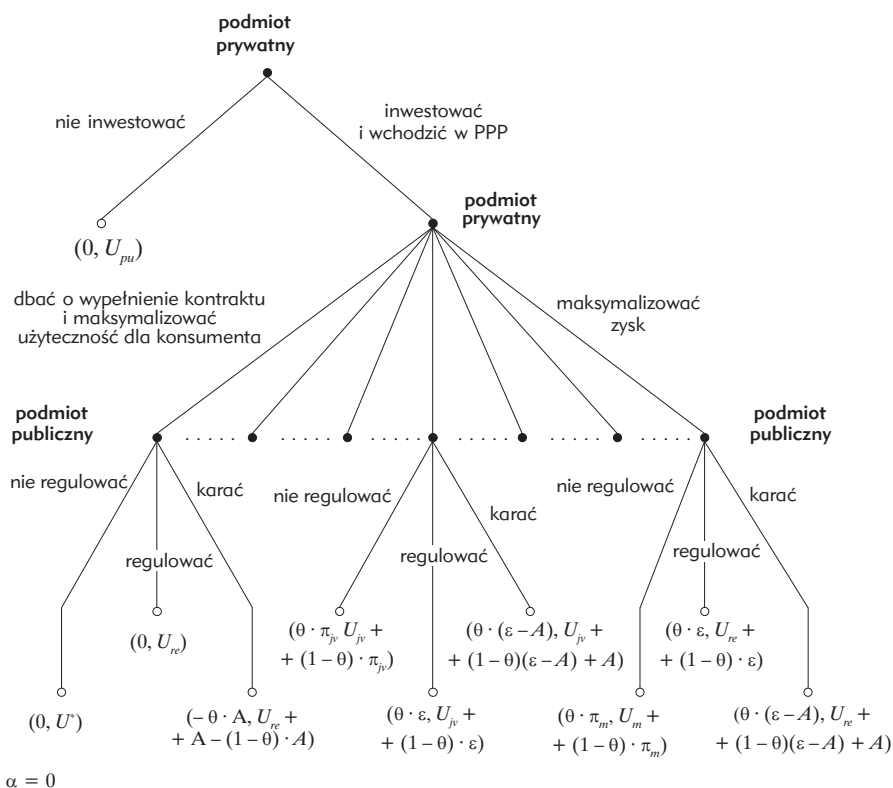 podmiot
prywatny
nie inwestować
inwestować
i wchodzić w PPP
podmiot
prywatny
(0, U_pu)
dbać o wypełnienie kontraktu
i maksymalizować
użyteczność dla konsumenta
maksymalizować
zysk
podmiot
publiczny
podmiot
publiczny
nie regulować
karać
regulować
nie regulować
karać
regulować
nie regulować
karać
regulować
(0, U_re)
(θ · π_jv U_jv +
+ (1 – θ) · π_jv)
(θ · (ε – A), U_jv +
+ (1 – θ)(ε – A) + A)
(θ · ε, U_re +
+ (1 – θ) · ε)
(0, U*)
(– θ · A, U_re +
+ A – (1 – θ) · A)
(θ · ε, U_jv +
+ (1 – θ) · ε)
(θ · π_m, U_m +
+ (1 – θ) · π_m)
(θ · (ε – A), U_re +
+ (1 – θ)(ε – A) + A)
α = 0